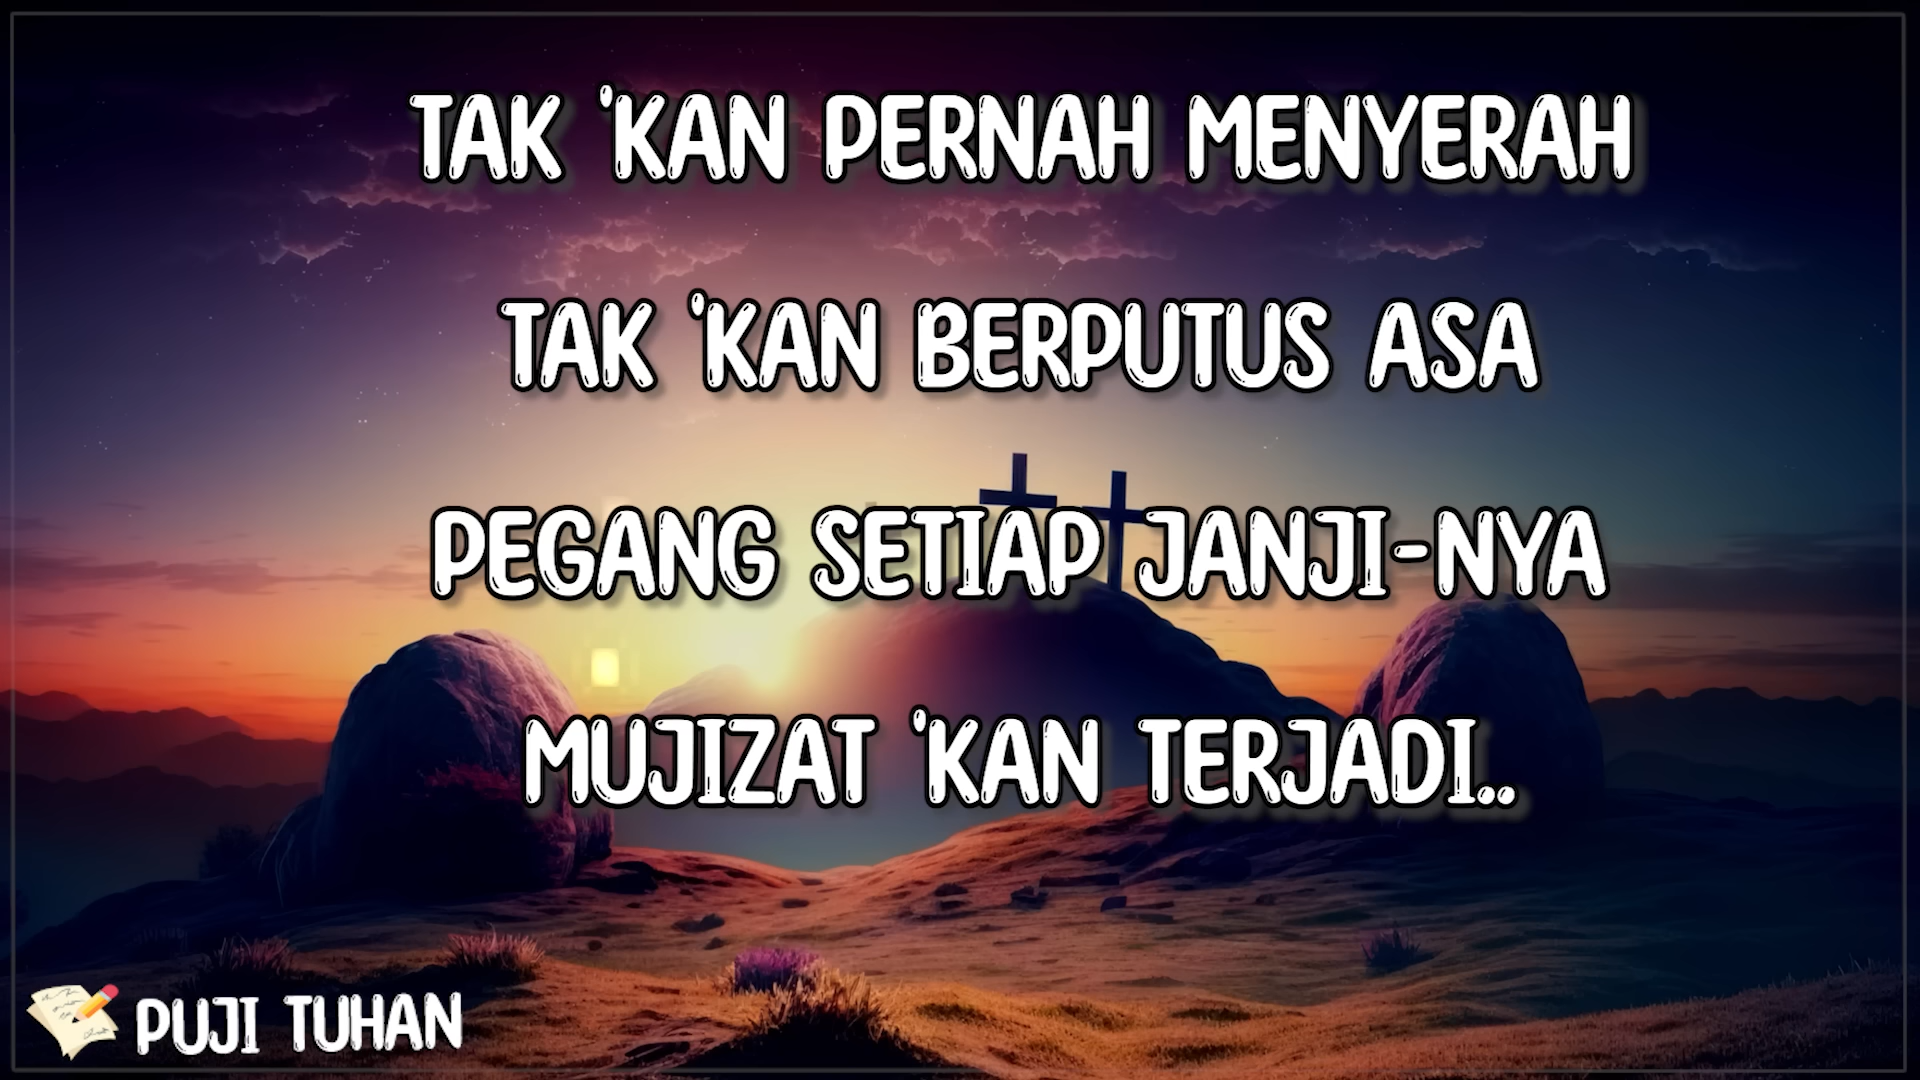 TAK 'KAN PERNAH MENYERAH
TAK 'KAN BERPUTUS ASA
PEGANG SETIAP JANJI-NYA
MUJIZAT 'KAN TERJADI..
PUJI TUHAN